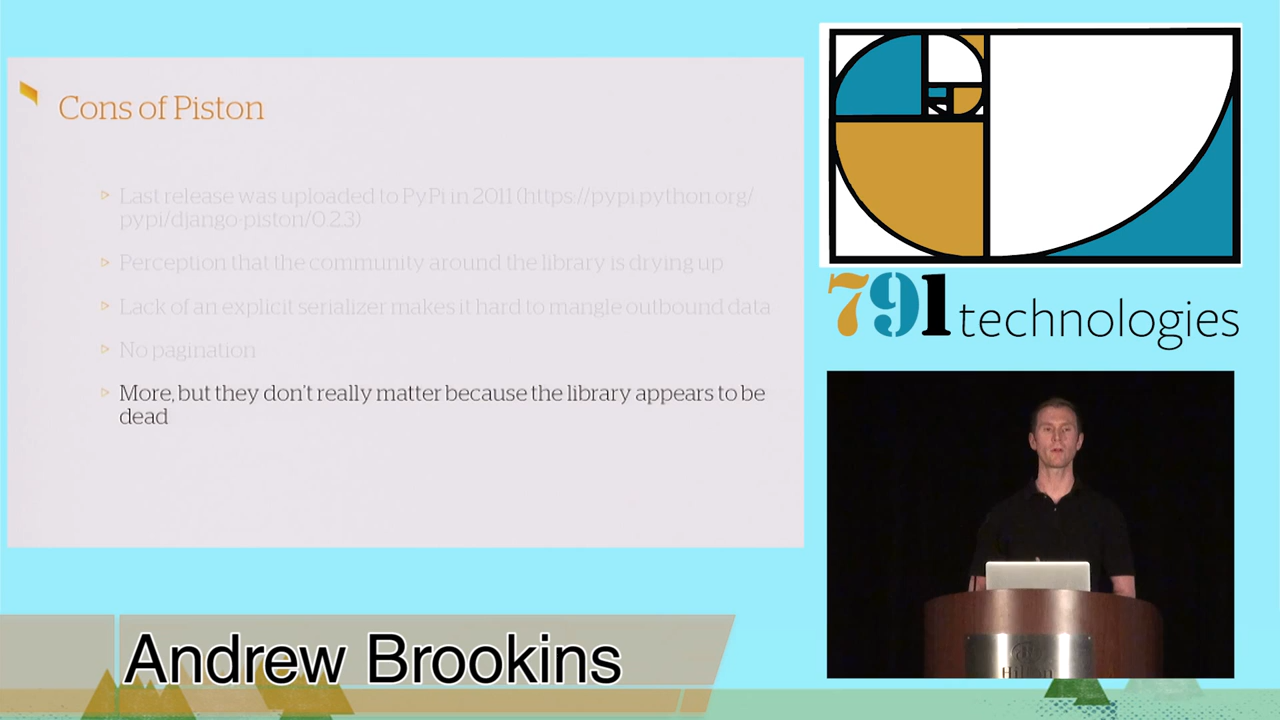 Cons of Piston
Last release was uploaded to PyPi in 2011 (https://pypi.python.org/
pypi/django-piston/0.2.3)
Perception that the community around the library is drying up
Lack of an explicit serializer makes it hard to mangle outbound data
No pagination
More, but they don't really matter because the library appears to be
dead
791 technologies
Andrew Brookins